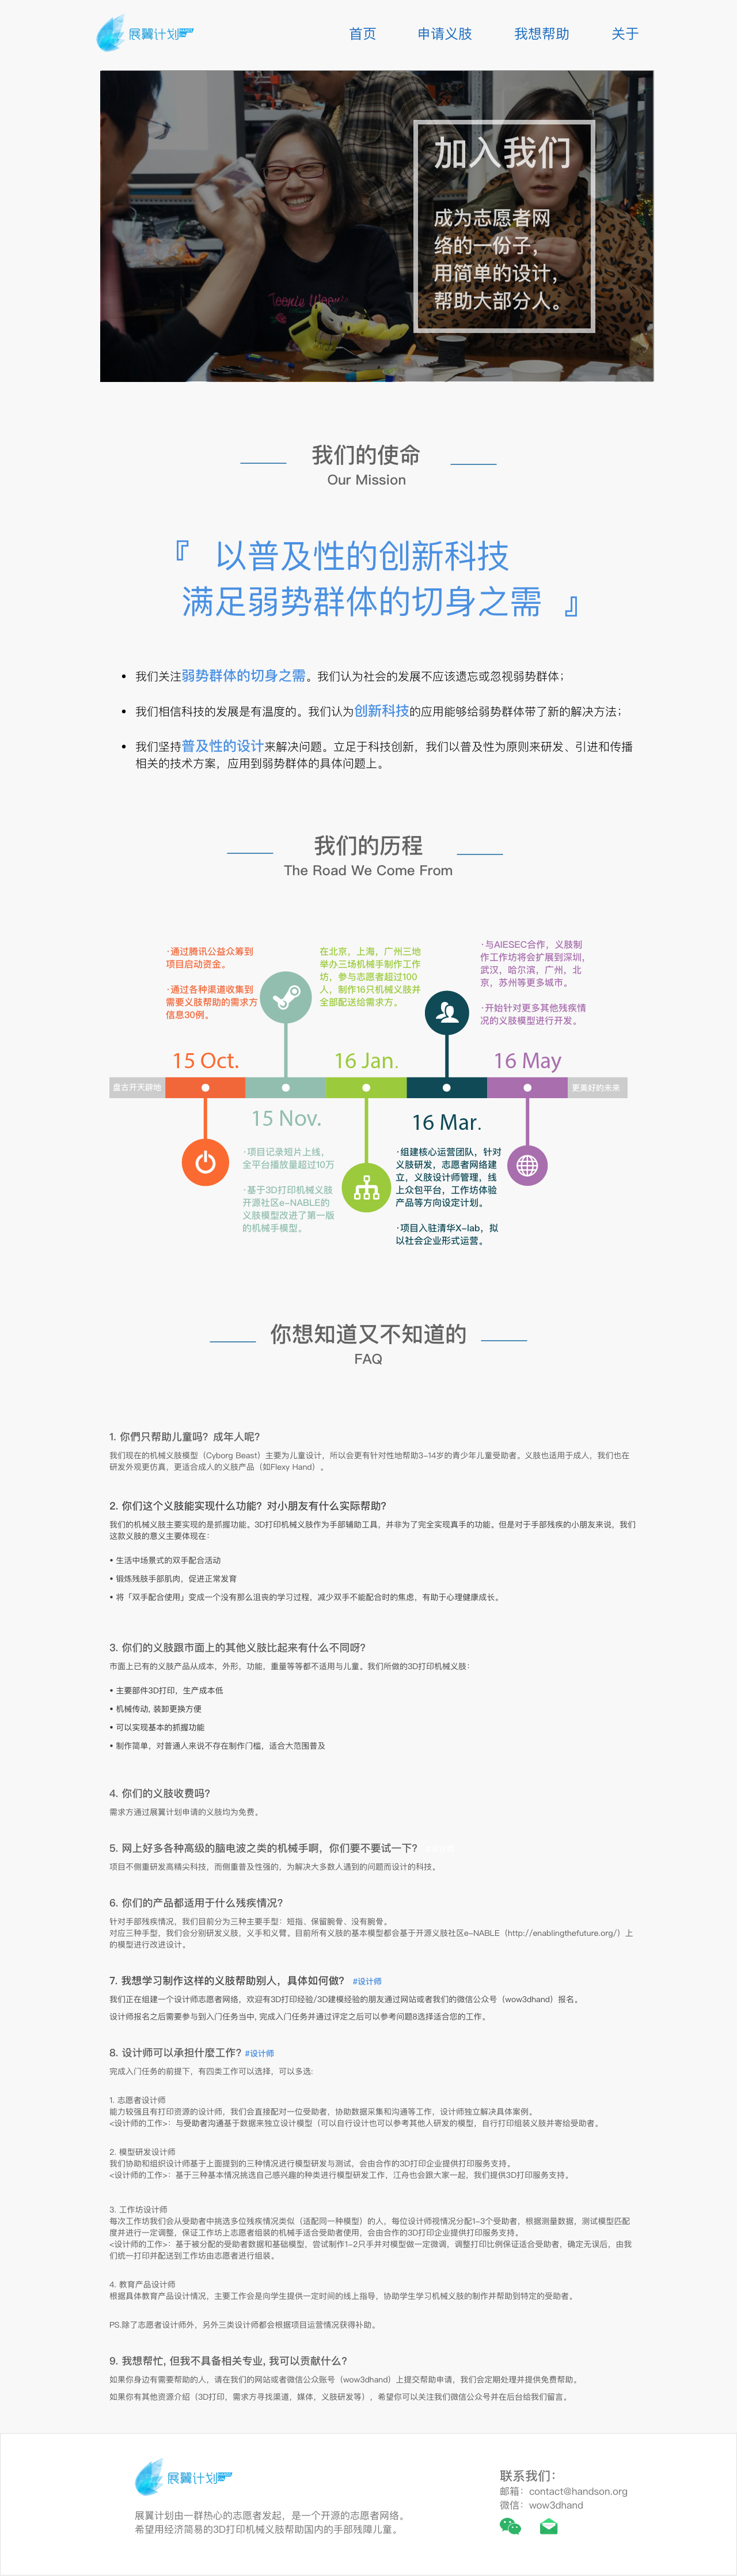 展翼计划
首页 申请义肢 我想帮助 关于
加入我们
成为志愿者网
络的一份子，
用简单的设计，
帮助大部分人。
我们的使命
Our Mission
『 以普及性的创新科技
满足弱势群体的切身之需 』
• 我们关注弱势群体的切身之需。我们认为社会的发展不应该遗忘或忽视弱势群体；
• 我们相信科技的发展是有温度的。我们认为创新科技的应用能够给弱势群体带了新的解决方法；
• 我们坚持普及性的设计来解决问题。立足于科技创新，我们以普及性为原则来研发、引进和传播
相关的技术方案，应用到弱势群体的具体问题上。
我们的历程
The Road We Come From
·通过腾讯公益众筹到
项目启动资金。
·通过各种渠道收集到
需要义肢帮助的需求方
信息30例。
在北京，上海，广州三地
举办三场机械手制作工作
坊，参与志愿者超过100
人，制作16只机械义肢并
全部配送给需求方。
·与AIESEC合作，义肢制
作工作坊将会扩展到深圳，
武汉，哈尔滨，广州，北
京，苏州等更多城市。
·开始针对更多其他残疾情
况的义肢模型进行开发。
15 Oct.
16 Jan.
16 May
盘古开天辟地
更美好的未来
15 Nov.
16 Mar.
·项目记录短片上线，
全平台播放量超过10万
·基于3D打印机械义肢
开源社区e-NABLE的
义肢模型改进了第一版
的机械手模型。
·组建核心运营团队，针对
义肢研发，志愿者网络建
立，义肢设计师管理，线
上众包平台，工作坊体验
产品等方向设定计划。
·项目入驻清华X-lab，拟
以社会企业形式运营。
你想知道又不知道的
FAQ
1. 你們只帮助儿童吗？成年人呢?
我们现在的机械义肢模型（Cyborg Beast）主要为儿童设计，所以会更有针对性地帮助3-14岁的青少年儿童受助者。义肢也适用于成人，我们也在
研发外观更仿真，更适合成人的义肢产品（如Flexy Hand）。
2. 你们这个义肢能实现什么功能？对小朋友有什么实际帮助?
我们的机械义肢主要实现的是抓握功能。3D打印机械义肢作为手部辅助工具，并非为了完全实现真手的功能。但是对于手部残疾的小朋友来说，我们
这款义肢的意义主要体现在：
• 生活中场景式的双手配合活动
• 锻炼残肢手部肌肉，促进正常发育
• 将「双手配合使用」变成一个没有那么沮丧的学习过程，减少双手不能配合时的焦虑，有助于心理健康成长。
3. 你们的义肢跟市面上的其他义肢比起来有什么不同呀?
市面上已有的义肢产品从成本，外形，功能，重量等等都不适用与儿童。我们所做的3D打印机械义肢：
• 主要部件3D打印，生产成本低
• 机械传动, 装卸更换方便
• 可以实现基本的抓握功能
• 制作简单，对普通人来说不存在制作门槛，适合大范围普及
4. 你们的义肢收费吗?
需求方通过展翼计划申请的义肢均为免费。
5. 网上好多各种高级的脑电波之类的机械手啊，你们要不要试一下？
项目不侧重研发高精尖科技，而侧重普及性强的，为解决大多数人遇到的问题而设计的科技。
6. 你们的产品都适用于什么残疾情况?
针对手部残疾情况，我们目前分为三种主要手型：短指、保留腕骨、没有腕骨。
对应三种手型，我们会分别研发义肢，义手和义臂。目前所有义肢的基本模型都会基于开源义肢社区e-NABLE（http://enablingthefuture.org/）上
的模型进行改进设计。
7. 我想学习制作这样的义肢帮助别人，具体如何做？ #设计师
我们正在组建一个设计师志愿者网络，欢迎有3D打印经验/3D建模经验的朋友通过网站或者我们的微信公众号（wow3dhand）报名。
设计师报名之后需要参与到入门任务当中, 完成入门任务并通过评定之后可以参考问题8选择适合您的工作。
8. 设计师可以承担什麼工作? #设计师
完成入门任务的前提下，有四类工作可以选择，可以多选:
1. 志愿者设计师
能力较强且有打印资源的设计师，我们会直接配对一位受助者，协助数据采集和沟通等工作，设计师独立解决具体案例。
<设计师的工作>：与受助者沟通基于数据来独立设计模型（可以自行设计也可以参考其他人研发的模型，自行打印组装义肢并寄给受助者。
2. 模型研发设计师
我们协助和组织设计师基于上面提到的三种情况进行模型研发与测试，会由合作的3D打印企业提供打印服务支持。
<设计师的工作>：基于三种基本情况挑选自己感兴趣的种类进行模型研发工作，江舟也会跟大家一起，我们提供3D打印服务支持。
3. 工作坊设计师
每次工作坊我们会从受助者中挑选多位残疾情况类似（适配同一种模型）的人，每位设计师视情况分配1-3个受助者，根据测量数据，测试模型匹配
度并进行一定调整，保证工作坊上志愿者组装的机械手适合受助者使用，会由合作的3D打印企业提供打印服务支持。
<设计师的工作>：基于被分配的受助者数据和基础模型，尝试制作1-2只手并对模型做一定微调，调整打印比例保证适合受助者，确定无误后，由我
们统一打印并配送到工作坊由志愿者进行组装。
4. 教育产品设计师
根据具体教育产品设计情况，主要工作会是向学生提供一定时间的线上指导，协助学生学习机械义肢的制作并帮助到特定的受助者。
PS.除了志愿者设计师外，另外三类设计师都会根据项目运营情况获得补助。
9. 我想帮忙, 但我不具备相关专业, 我可以贡献什么?
如果你身边有需要帮助的人，请在我们的网站或者微信公众账号（wow3dhand）上提交帮助申请，我们会定期处理并提供免费帮助。
如果你有其他资源介绍（3D打印，需求方寻找渠道，媒体，义肢研发等），希望你可以关注我们微信公众号并在后台给我们留言。
展翼计划
展翼计划由一群热心的志愿者发起，是一个开源的志愿者网络。
希望用经济简易的3D打印机械义肢帮助国内的手部残障儿童。
联系我们：
邮箱：contact@handson.org
微信：wow3dhand